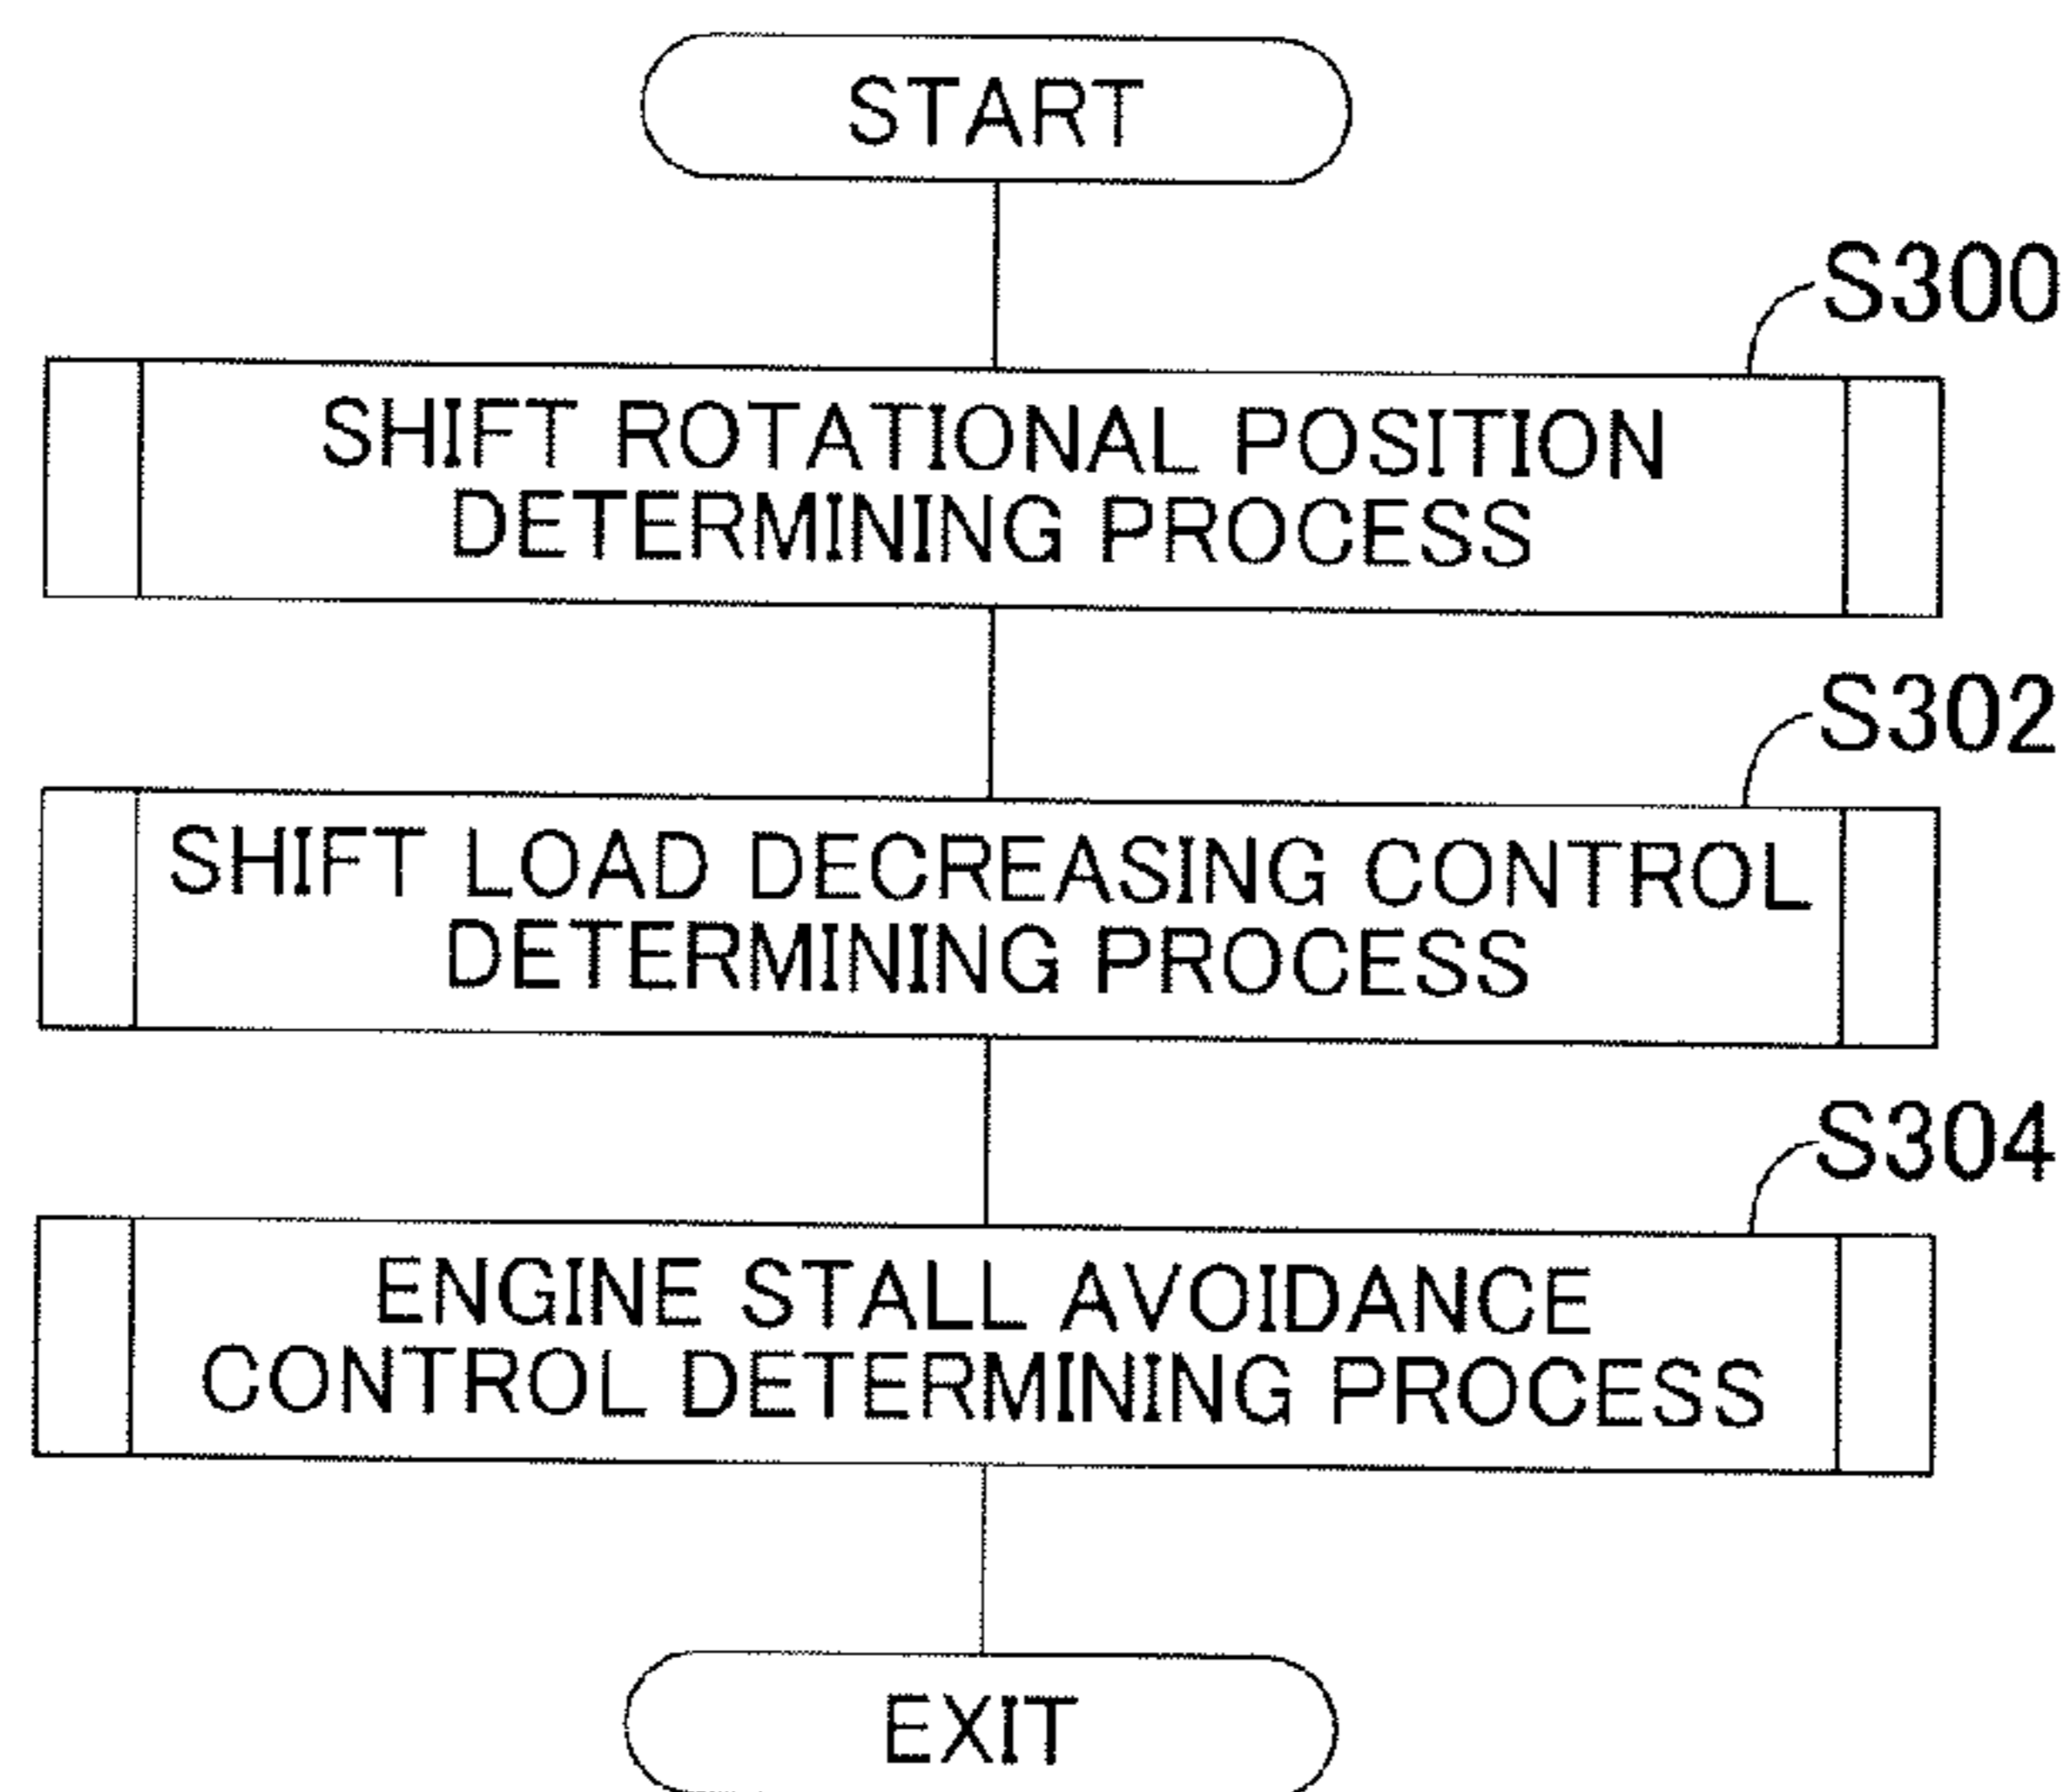 START
S300
SHIFT ROTATIONAL POSITION
DETERMINING PROCESS
S302
SHIFT LOAD DECREASING CONTROL
DETERMINING PROCESS
S304
ENGINE STALL AVOIDANCE
CONTROL DETERMINING PROCESS
EXIT